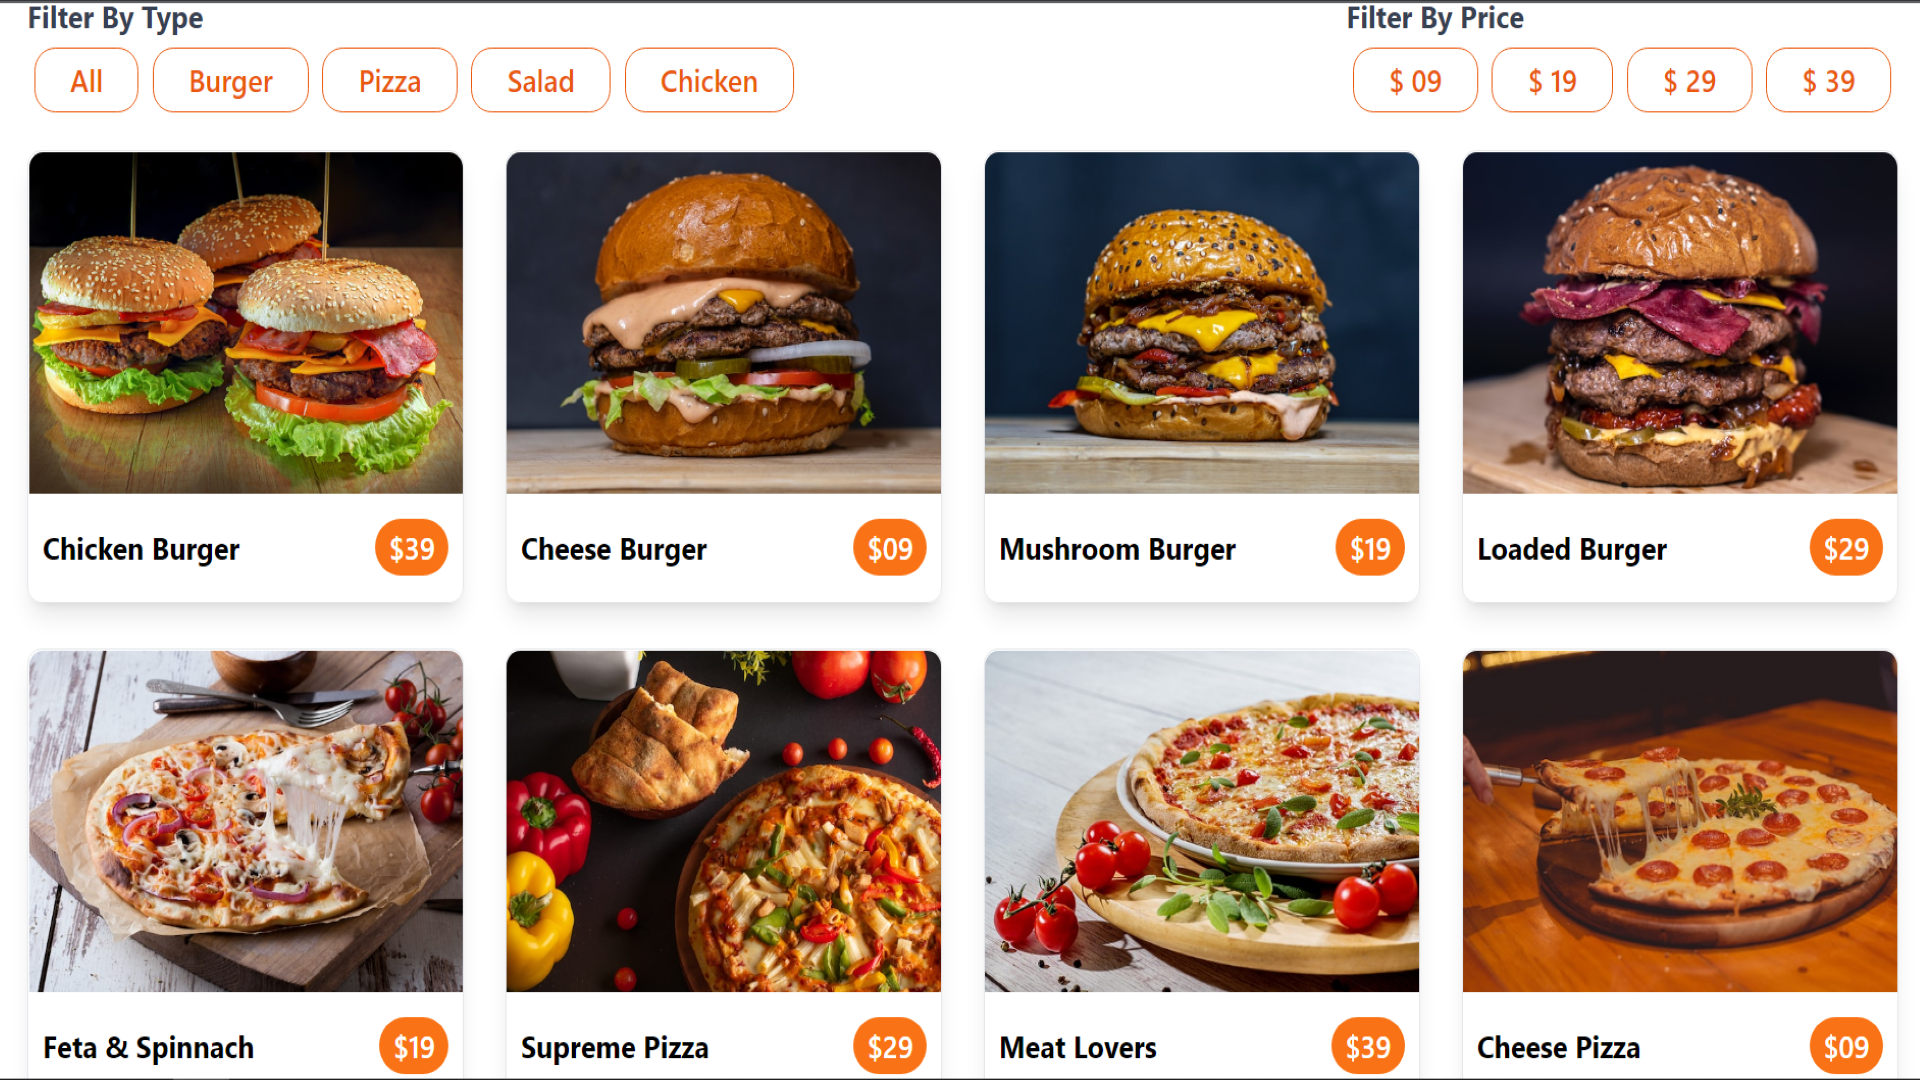 Filter By Type
Filter By Price
All
Burger
Pizza
Salad
Chicken
$ 09
$ 19
$ 29
$ 39
Chicken Burger
$39
Cheese Burger
$09
Mushroom Burger
$19
Loaded Burger
$29
Feta & Spinnach
$19
Supreme Pizza
$29
Meat Lovers
$39
Cheese Pizza
$09